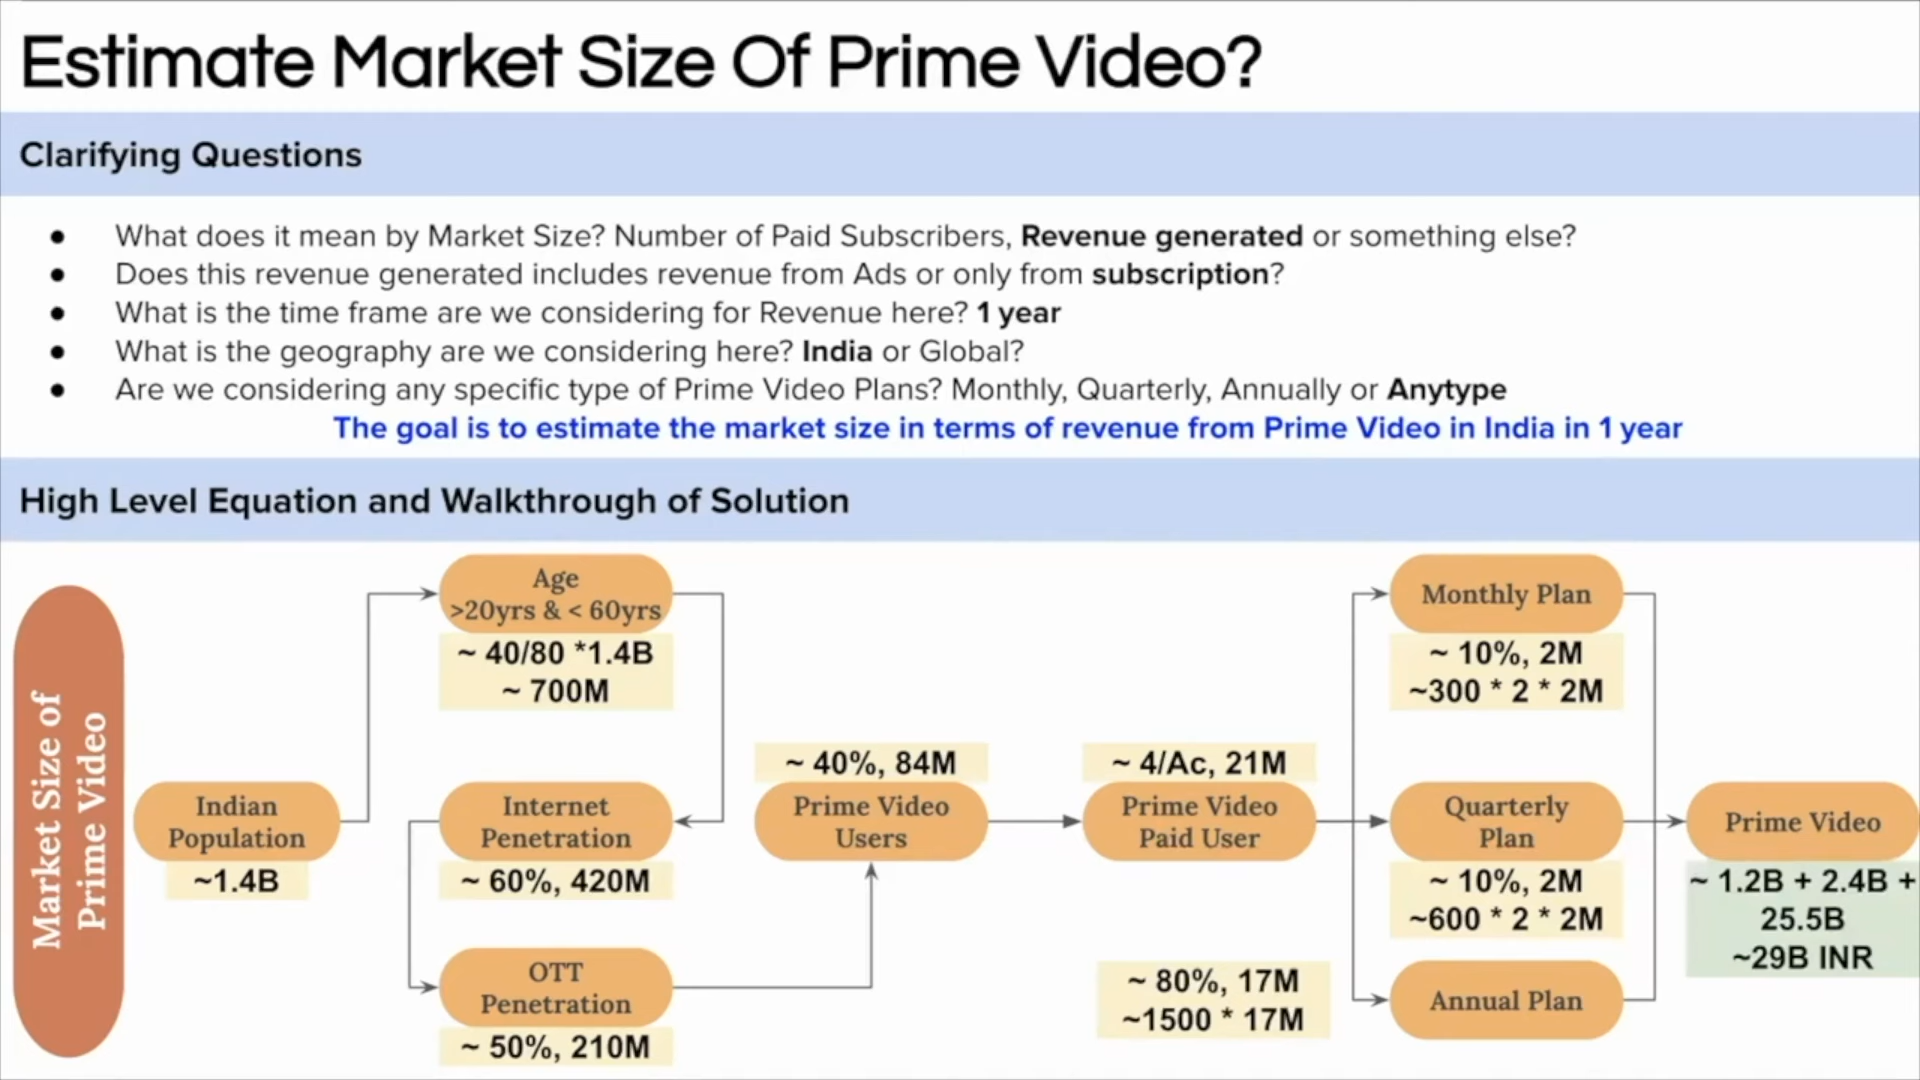 Estimate Market Size Of Prime Video?
Clarifying Questions
● What does it mean by Market Size? Number of Paid Subscribers, Revenue generated or something else?
● Does this revenue generated includes revenue from Ads or only from subscription?
● What is the time frame are we considering for Revenue here? 1 year
● What is the geography are we considering here? India or Global?
● Are we considering any specific type of Prime Video Plans? Monthly, Quarterly, Annually or Anytype
The goal is to estimate the market size in terms of revenue from Prime Video in India in 1 year
High Level Equation and Walkthrough of Solution
Market Size of
Prime Video
Indian
Population
~1.4B
Age
>20yrs & < 60yrs
~ 40/80 *1.4B
~ 700M
Internet
Penetration
~ 60%, 420M
OTT
Penetration
~ 50%, 210M
~ 40%, 84M
Prime Video
Users
~ 4/Ac, 21M
Prime Video
Paid User
Monthly Plan
~ 10%, 2M
~300 * 2 * 2M
Quarterly
Plan
~ 10%, 2M
~600 * 2 * 2M
~ 80%, 17M
~1500 * 17M
Annual Plan
Prime Video
~ 1.2B + 2.4B +
25.5B
~29B INR